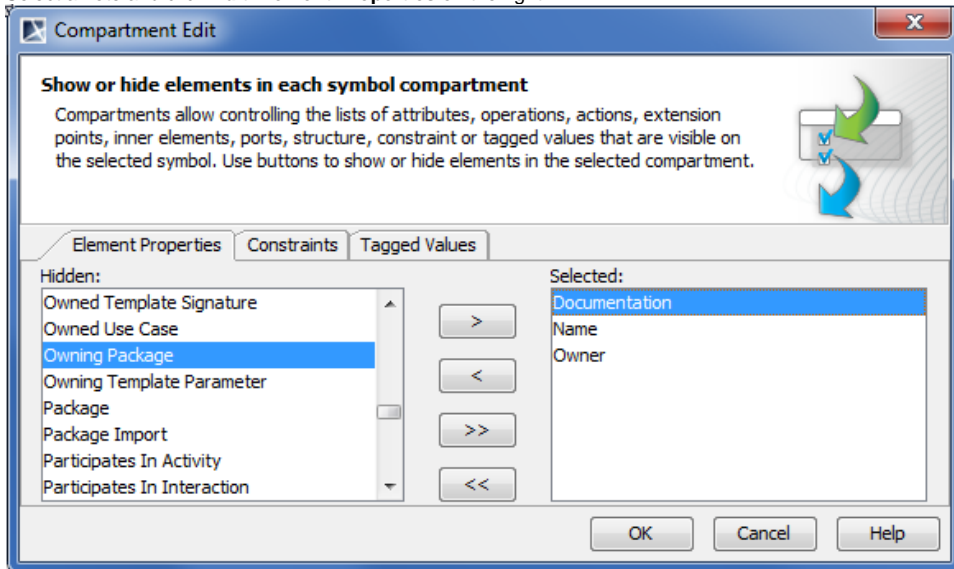 Compartment Edit
Show or hide elements in each symbol compartment
Compartments allow controlling the lists of attributes, operations, actions, extension
points, inner elements, ports, structure, constraint or tagged values that are visible on
the selected symbol. Use buttons to show or hide elements in the selected compartment.
Element Properties Constraints Tagged Values
Hidden:
Owned Template Signature
Owned Use Case
Owning Package
Owning Template Parameter
Package
Package Import
Participates In Activity
Participates In Interaction
>
<
>>
<<
Selected:
Documentation
Name
Owner
OK Cancel Help